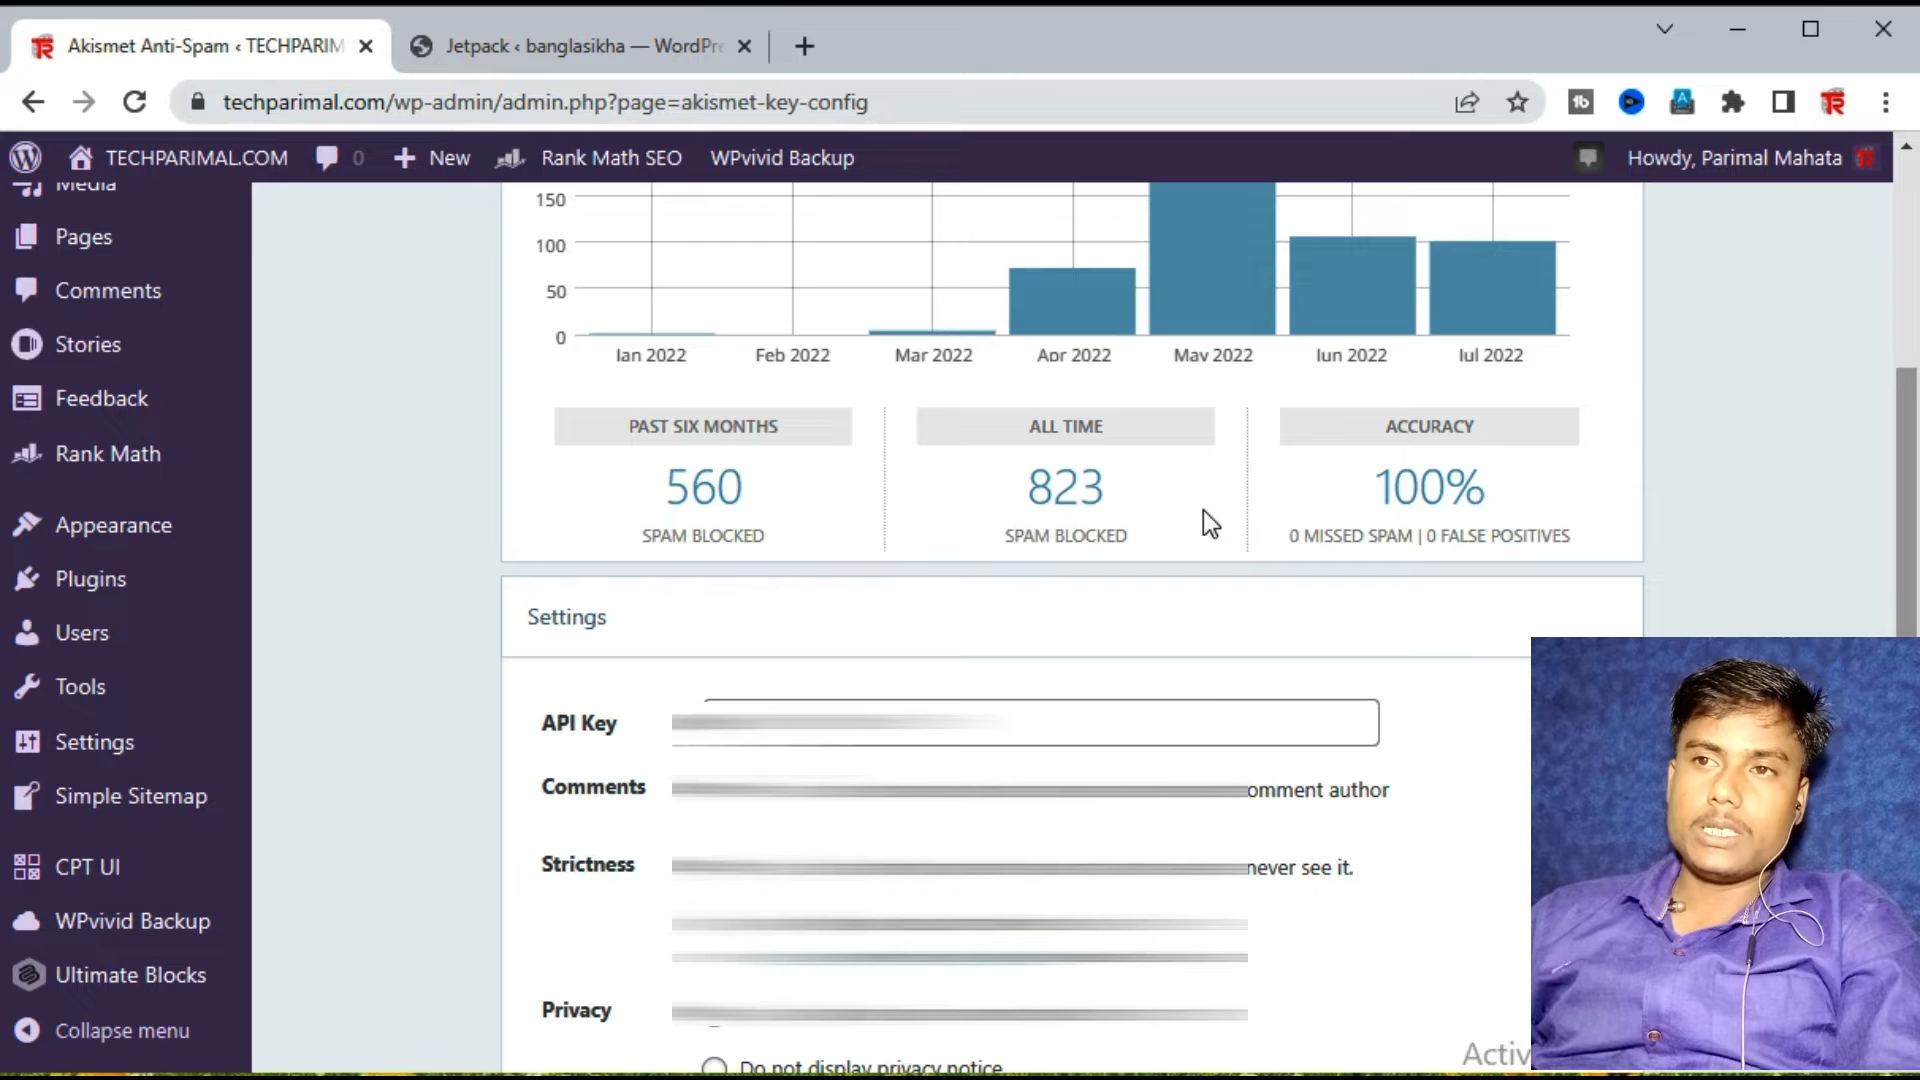 Akismet Anti-Spam ‹ TECHPARIM
Jetpack ‹ banglasikha — WordPre
techparimal.com/wp-admin/admin.php?page=akismet-key-config
TECHPARIMAL.COM
0
New
Rank Math SEO
WPvivid Backup
Howdy, Parimal Mahata
Media
Pages
Comments
Stories
Feedback
Rank Math
Appearance
Plugins
Users
Tools
Settings
Simple Sitemap
CPT UI
WPvivid Backup
Ultimate Blocks
Collapse menu
150
100
50
0
Jan 2022 Feb 2022 Mar 2022 Apr 2022 May 2022 Jun 2022 Jul 2022
PAST SIX MONTHS
560
SPAM BLOCKED
ALL TIME
823
SPAM BLOCKED
ACCURACY
100%
0 MISSED SPAM | 0 FALSE POSITIVES
Settings
API Key
Comments
omment author
Strictness
never see it.
Privacy
Do not display privacy notice
Activ